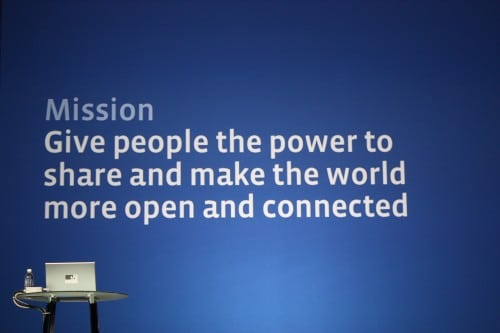 Mission
Give people the power to
share and make the world
more open and connected